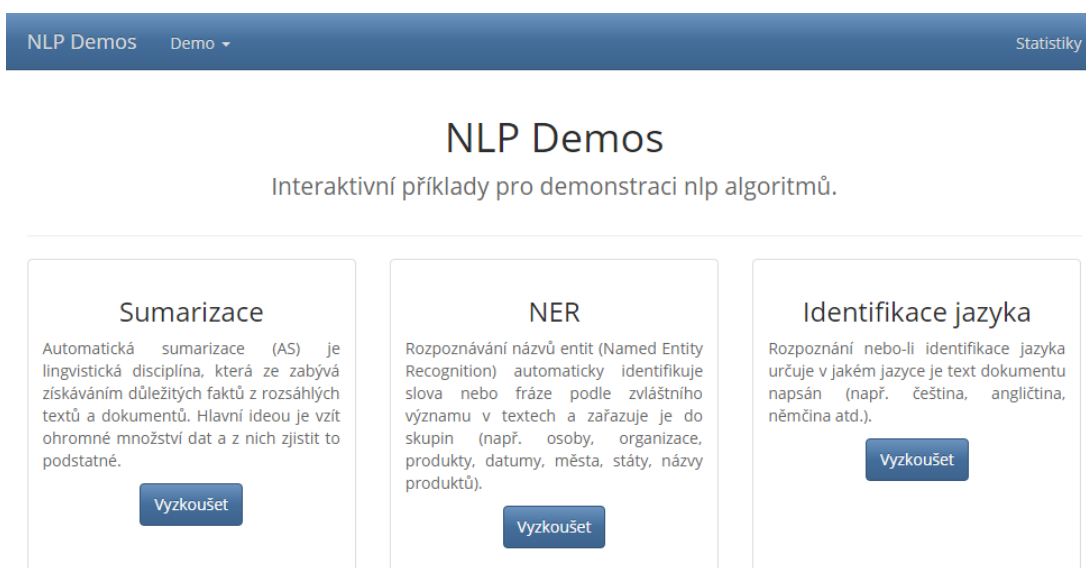 NLP Demos Demo Statistiky
NLP Demos
Interaktivní příklady pro demonstraci nlp algoritmů.
Sumarizace
Automatická sumarizace (AS) je
lingvistická disciplína, která ze zabývá
získáváním důležitých faktů z rozsáhlých
textů a dokumentů. Hlavní ideou je vzít
ohromné množství dat a z nich zjistit to
podstatné.
Vyzkoušet
NER
Rozpoznávání názvů entit (Named Entity
Recognition) automaticky identifikuje
slova nebo fráze podle zvláštního
významu v textech a zařazuje je do
skupin (např. osoby, organizace,
produkty, datumy, města, státy, názvy
produktů).
Vyzkoušet
Identifikace jazyka
Rozpoznání nebo-li identifikace jazyka
určuje v jakém jazyce je text dokumentu
napsán (např. čeština, angličtina,
němčina atd.).
Vyzkoušet